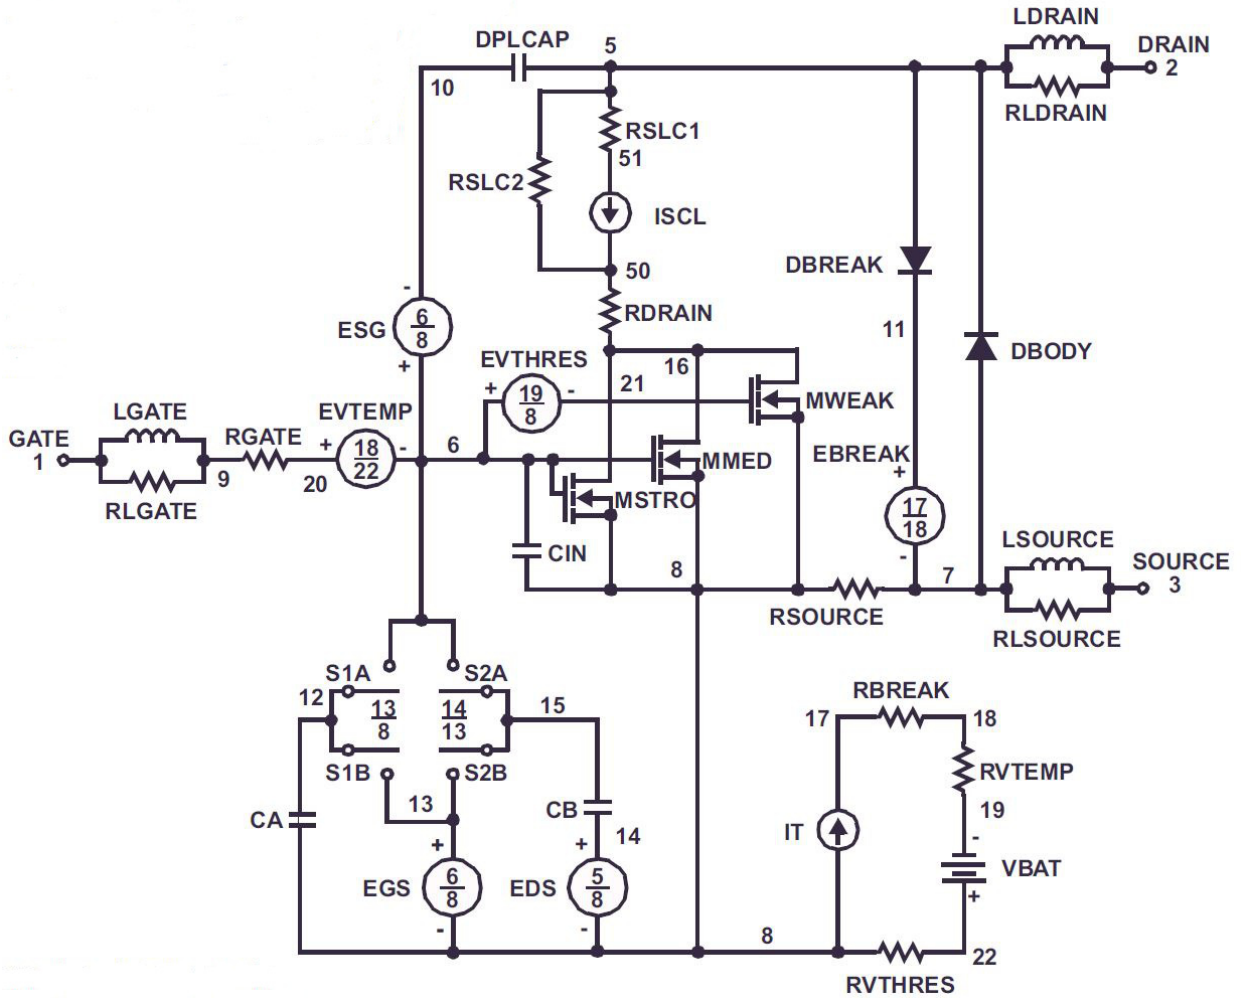 LDRAIN
DPLCAP 5 DRAIN
2
10
RLDRAIN
RSLC1
51
RSLC2
ISCL
50
DBREAK
RDRAIN
-
6
8
ESG
+
11
DBODY
EVTHRES
16
21
+ 19 -
8
MWEAK
LGATE EVTEMP
GATE
1
RGATE
+ 18 -
22
6
MMED
EBREAK
+
RLGATE
9
20
MSTRO
17
18
-
LSOURCE
CIN
8
7
SOURCE
3
RSOURCE
RLSOURCE
S1A S2A
12
13
8
14
13
15
S1B S2B
RBREAK
17 18
RVTEMP
CA
13
CB
14
IT
19
-
VBAT
+
+
EGS
6
8
-
+
EDS
5
8
-
8
22
RVTHRES